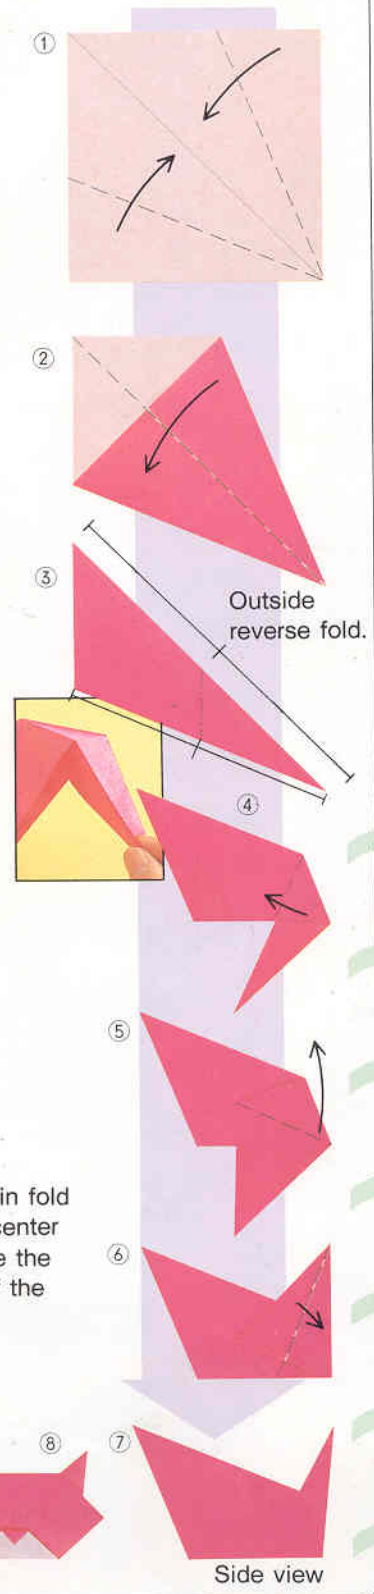 ①
②
③
Outside
reverse fold.
④
⑤
in fold
center
e the
f the
⑥
⑧
⑦
Side view